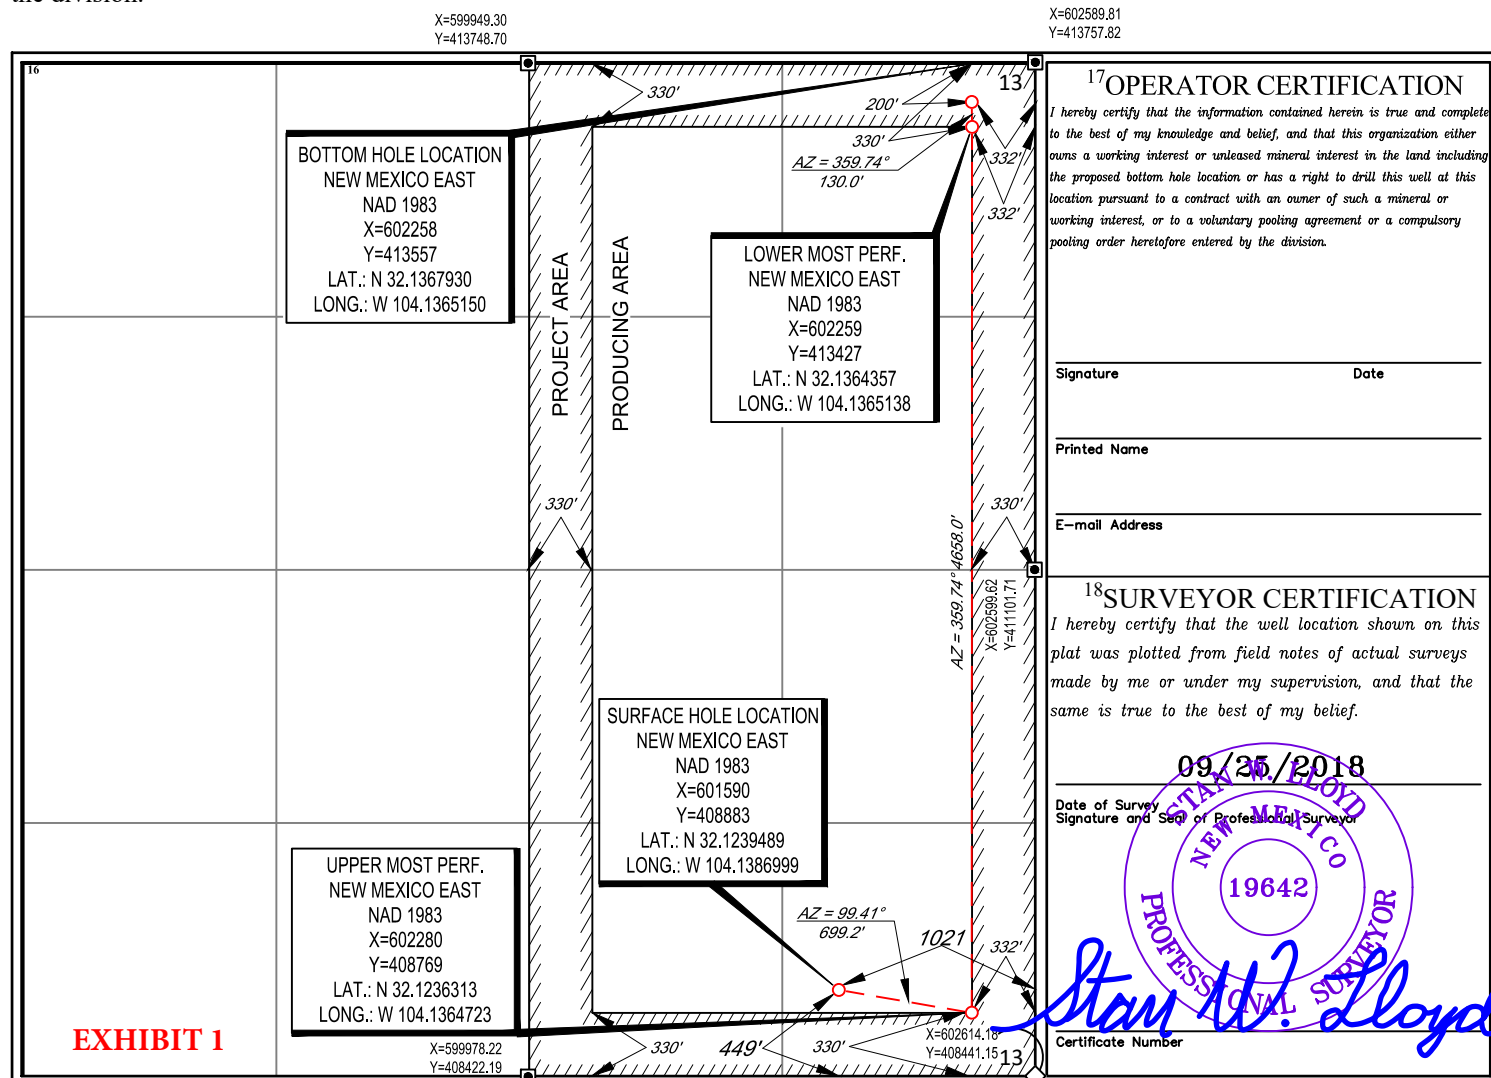 the division.
X=599949.30
Y=413748.70
X=602589.81
Y=413757.82
16
13
330'
200'
330'
AZ = 359.74°
130.0'
332'
332'
BOTTOM HOLE LOCATION
NEW MEXICO EAST
NAD 1983
X=602258
Y=413557
LAT.: N 32.1367930
LONG.: W 104.1365150
LOWER MOST PERF.
NEW MEXICO EAST
NAD 1983
X=602259
Y=413427
LAT.: N 32.1364357
LONG.: W 104.1365138
PROJECT AREA
PRODUCING AREA
330'
330'
AZ = 359.74° 4658.0'
X=602599.62
Y=411101.71
SURFACE HOLE LOCATION
NEW MEXICO EAST
NAD 1983
X=601590
Y=408883
LAT.: N 32.1239489
LONG.: W 104.1386999
UPPER MOST PERF.
NEW MEXICO EAST
NAD 1983
X=602280
Y=408769
LAT.: N 32.1236313
LONG.: W 104.1364723
AZ = 99.41°
699.2'
1021
332'
EXHIBIT 1
X=599978.22
Y=408422.19
330'
449'
330'
X=602614.18
Y=408441.15
13
17 OPERATOR CERTIFICATION
I hereby certify that the information contained herein is true and complete
to the best of my knowledge and belief, and that this organization either
owns a working interest or unleased mineral interest in the land including
the proposed bottom hole location or has a right to drill this well at this
location pursuant to a contract with an owner of such a mineral or
working interest, or to a voluntary pooling agreement or a compulsory
pooling order heretofore entered by the division.
Signature Date
Printed Name
E-mail Address
18 SURVEYOR CERTIFICATION
I hereby certify that the well location shown on this
plat was plotted from field notes of actual surveys
made by me or under my supervision, and that the
same is true to the best of my belief.
09/25/2018
Date of Survey
Signature and Seal of Professional Surveyor
STAN W. LLOYD
NEW MEXICO
19642
PROFESSIONAL SURVEYOR
Stan W. Lloyd
Certificate Number